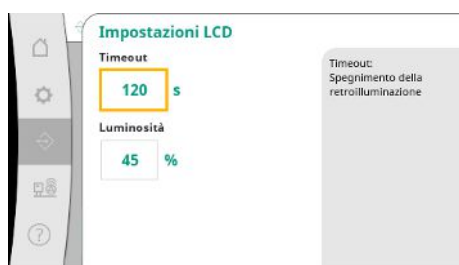 Impostazioni LCD
Timeout
120 s
Luminosità
45 %
Timeout:
Spegnimento della
retroilluminazione
?